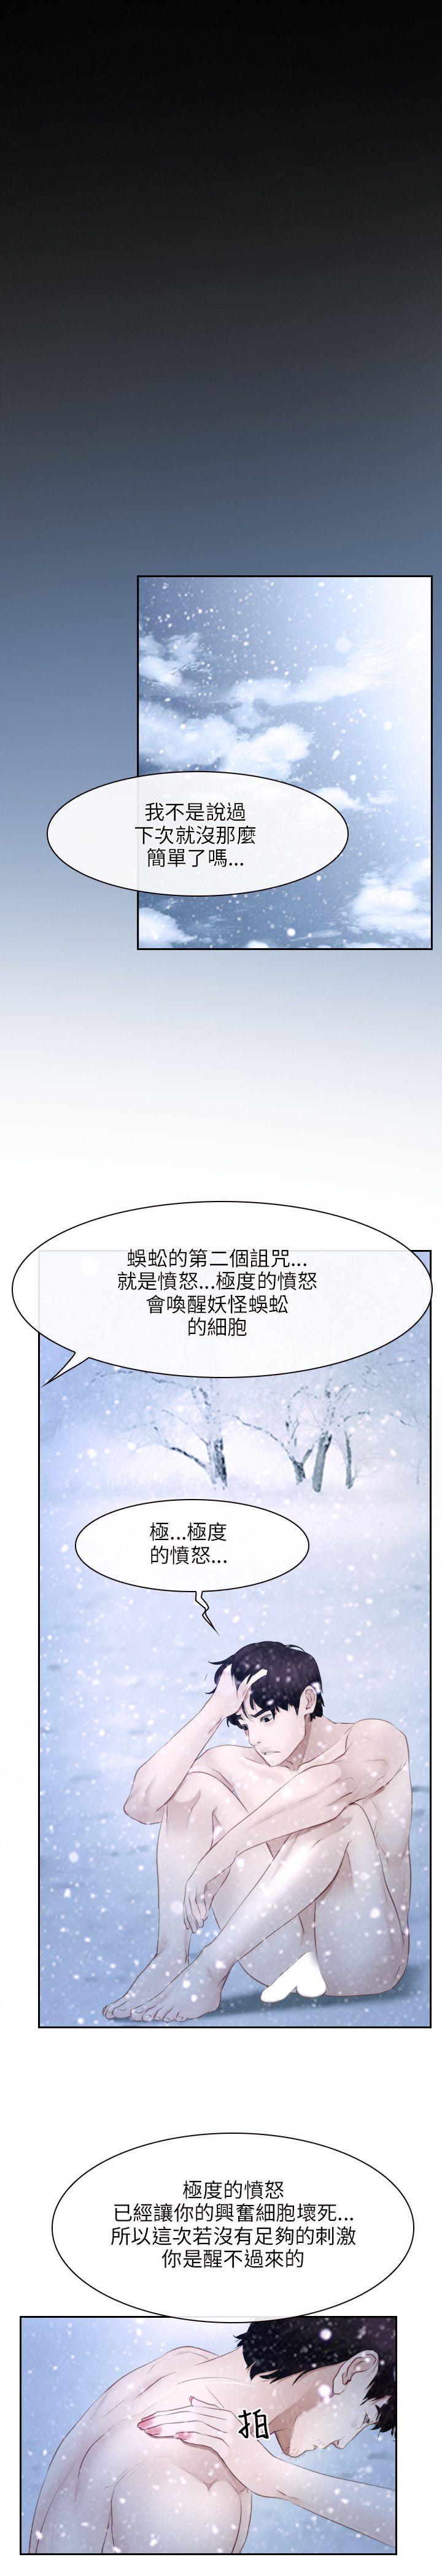 我不是說過
下次就沒那麼
簡單了嗎...
蜈蚣的第二個詛咒...
就是憤怒...極度的憤怒
會喚醒妖怪蜈蚣
的細胞
極...極度
的憤怒...
極度的憤怒
已經讓你的興奮細胞壞死...
所以這次若沒有足夠的刺激
你是醒不過來的
拍